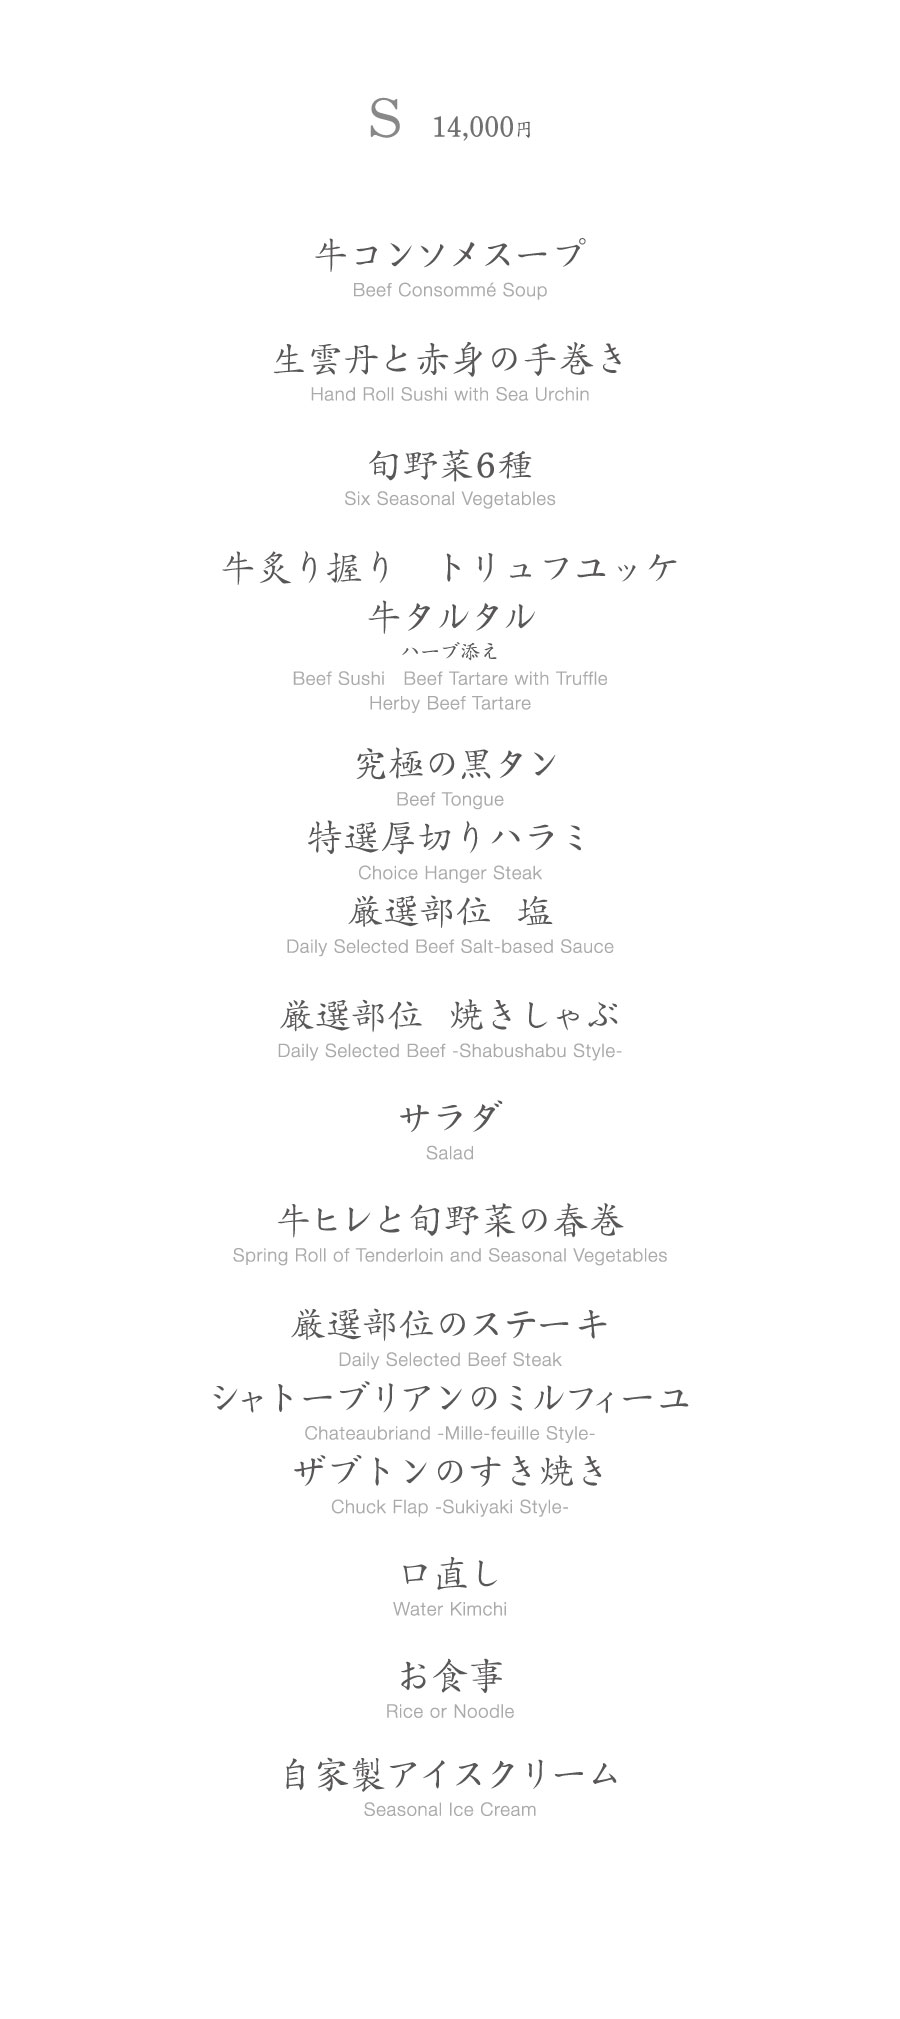 S 14,000円
牛コンソメスープ
Beef Consommé Soup
生雲丹と赤身の手巻き
Hand Roll Sushi with Sea Urchin
旬野菜6種
Six Seasonal Vegetables
牛炙り握り　トリュフユッケ
牛タルタル
ハーブ添え
Beef Sushi　Beef Tartare with Truffle
Herby Beef Tartare
究極の黒タン
Beef Tongue
特選厚切りハラミ
Choice Hanger Steak
厳選部位 塩
Daily Selected Beef Salt-based Sauce
厳選部位 焼きしゃぶ
Daily Selected Beef -Shabushabu Style-
サラダ
Salad
牛ヒレと旬野菜の春巻
Spring Roll of Tenderloin and Seasonal Vegetables
厳選部位のステーキ
Daily Selected Beef Steak
シャトーブリアンのミルフィーユ
Chateaubriand -Mille-feuille Style-
ザブトンのすき焼き
Chuck Flap -Sukiyaki Style-
口直し
Water Kimchi
お食事
Rice or Noodle
自家製アイスクリーム
Seasonal Ice Cream